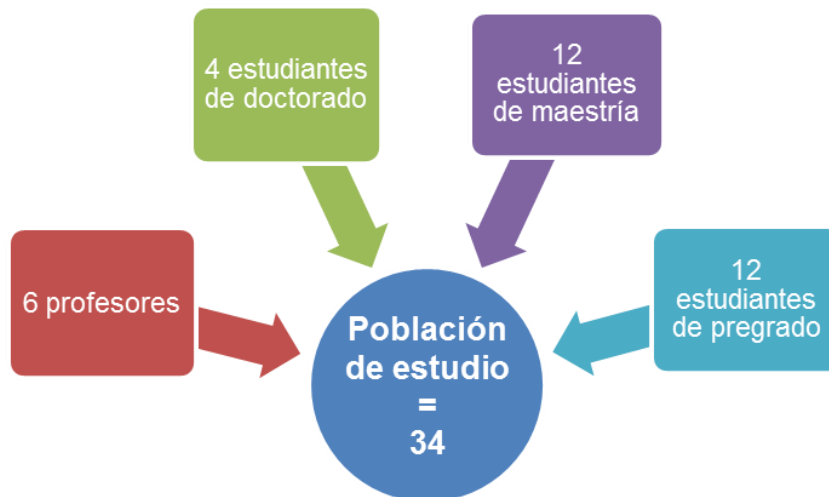 4 estudiantes
de doctorado
12
estudiantes
de maestría
6 profesores
12
estudiantes
de pregrado
Población
de estudio
=
34